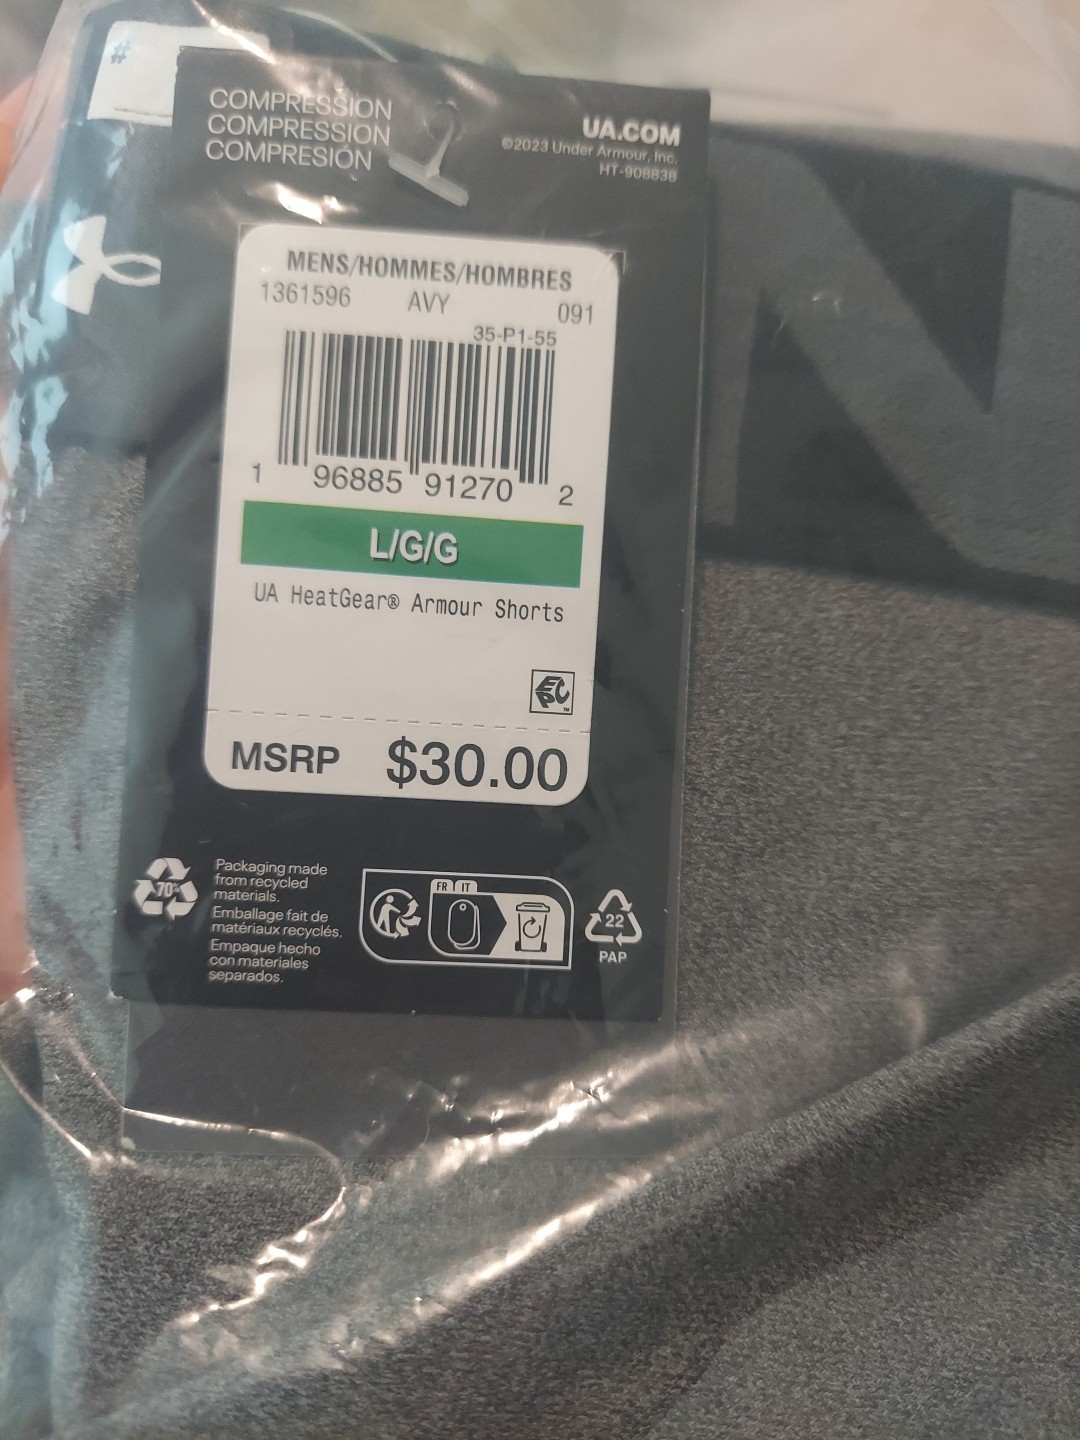 #
COMPRESSION
COMPRESSION
COMPRESIÓN
UA.COM
©2023 Under Armour, Inc.
HT-908838
MENS/HOMMES/HOMBRES
1361596 AVY 091
35-P1-55
1 96885 91270 2
L/G/G
UA HeatGear® Armour Shorts
EPC™
MSRP $30.00
70%
Packaging made
from recycled
materials.
Emballage fait de
matériaux recyclés.
Empaque hecho
con materiales
separados.
FR IT
22
PAP
N